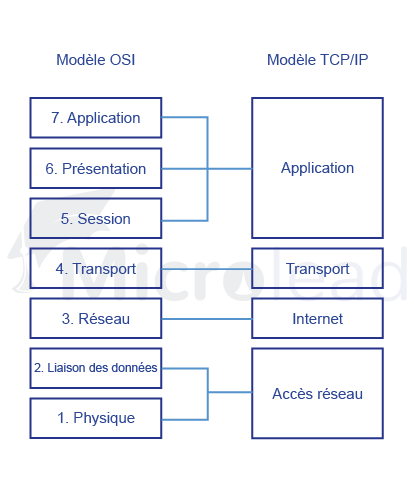 Modèle OSI
Modèle TCP/IP
7. Application
6. Présentation
5. Session
4. Transport
3. Réseau
2. Liaison des données
1. Physique
Application
Transport
Internet
Accès réseau
Microlead